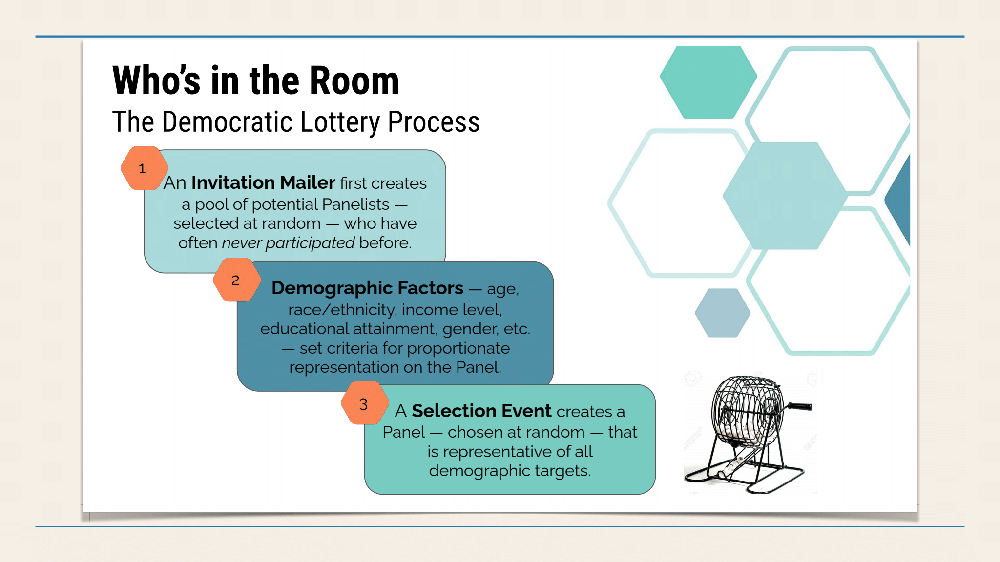 Who's in the Room
The Democratic Lottery Process
1
An Invitation Mailer first creates
a pool of potential Panelists —
selected at random — who have
often never participated before.
2
Demographic Factors — age,
race/ethnicity, income level,
educational attainment, gender, etc.
— set criteria for proportionate
representation on the Panel.
3
A Selection Event creates a
Panel — chosen at random — that
is representative of all
demographic targets.